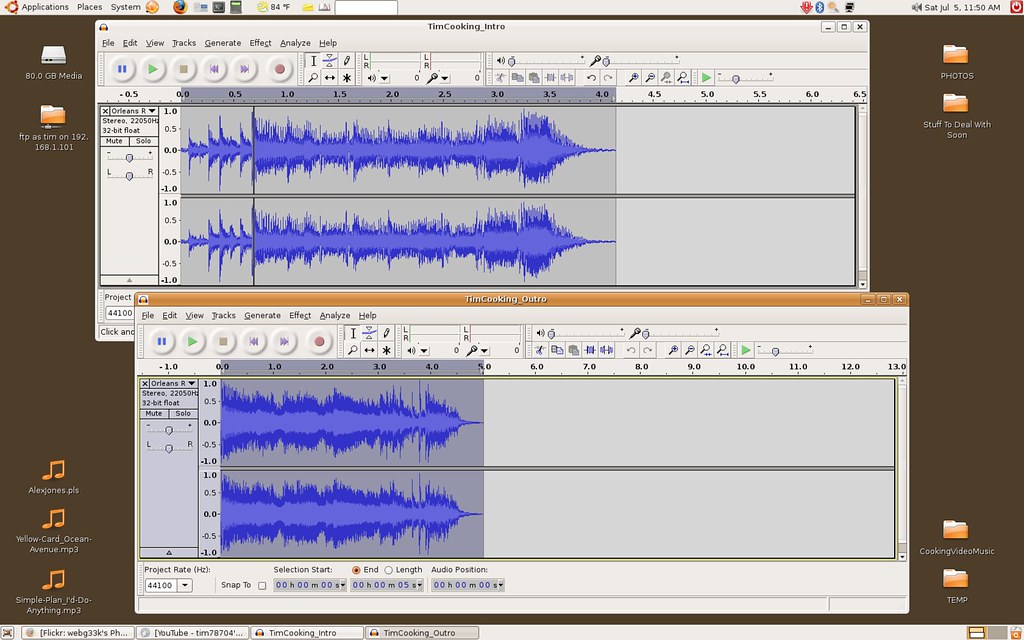 Applications Places System 84 °F Sat Jul 5, 11:50 AM
80.0 GB Media
ftp as tim on 192.
168.1.101
PHOTOS
Stuff To Deal With
Soon
TimCooking_Intro
File Edit View Tracks Generate Effect Analyze Help
L
R
0
L
R
0
-0.5 0.0 0.5 1.0 1.5 2.0 2.5 3.0 3.5 4.0 4.5 5.0 5.5 6.0 6.5
Orleans R
Stereo, 22050Hz
32-bit float
Mute Solo
- +
L R
1.0
0.5
0.0
-0.5
-1.0
1.0
0.5
0.0
-0.5
-1.0
Project
44100
Click and
TimCooking_Outro
File Edit View Tracks Generate Effect Analyze Help
L
R
0
L
R
0
-1.0 0.0 1.0 2.0 3.0 4.0 5.0 6.0 7.0 8.0 9.0 10.0 11.0 12.0 13.0
Orleans R
Stereo, 22050Hz
32-bit float
Mute Solo
- +
L R
1.0
0.5
0.0
-0.5
-1.0
1.0
0.5
0.0
-0.5
-1.0
Project Rate (Hz): Selection Start: End Length Audio Position:
44100 Snap To 00 h 00 m 00 s 00 h 00 m 05 s 00 h 00 m 00 s
AlexJones.pls
Yellow-Card_Ocean-
Avenue.mp3
Simple-Plan_I'd-Do-
Anything.mp3
CookingVideoMusic
TEMP
[Flickr: webg33k's Ph... [YouTube - tim78704'... TimCooking_Intro TimCooking_Outro